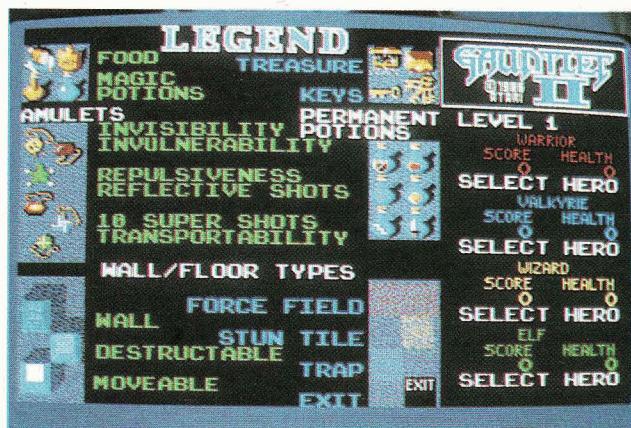 LEGEND
FOOD
TREASURE
MAGIC
POTIONS
KEYS
AMULETS
PERMANENT
POTIONS
INVISIBILITY
INVULNERABILITY
REPULSIVENESS
REFLECTIVE SHOTS
10 SUPER SHOTS
TRANSPORTABILITY
WALL/FLOOR TYPES
FORCE FIELD
WALL
STUN TILE
DESTRUCTABLE
TRAP
MOVEABLE
EXIT
EXIT
GAUNTLET
II
© 1986
ATARI
LEVEL 1
WARRIOR
SCORE HEALTH
0 0
SELECT HERO
VALKYRIE
SCORE HEALTH
0 0
SELECT HERO
WIZARD
SCORE HEALTH
0 0
SELECT HERO
ELF
SCORE HEALTH
0 0
SELECT HERO